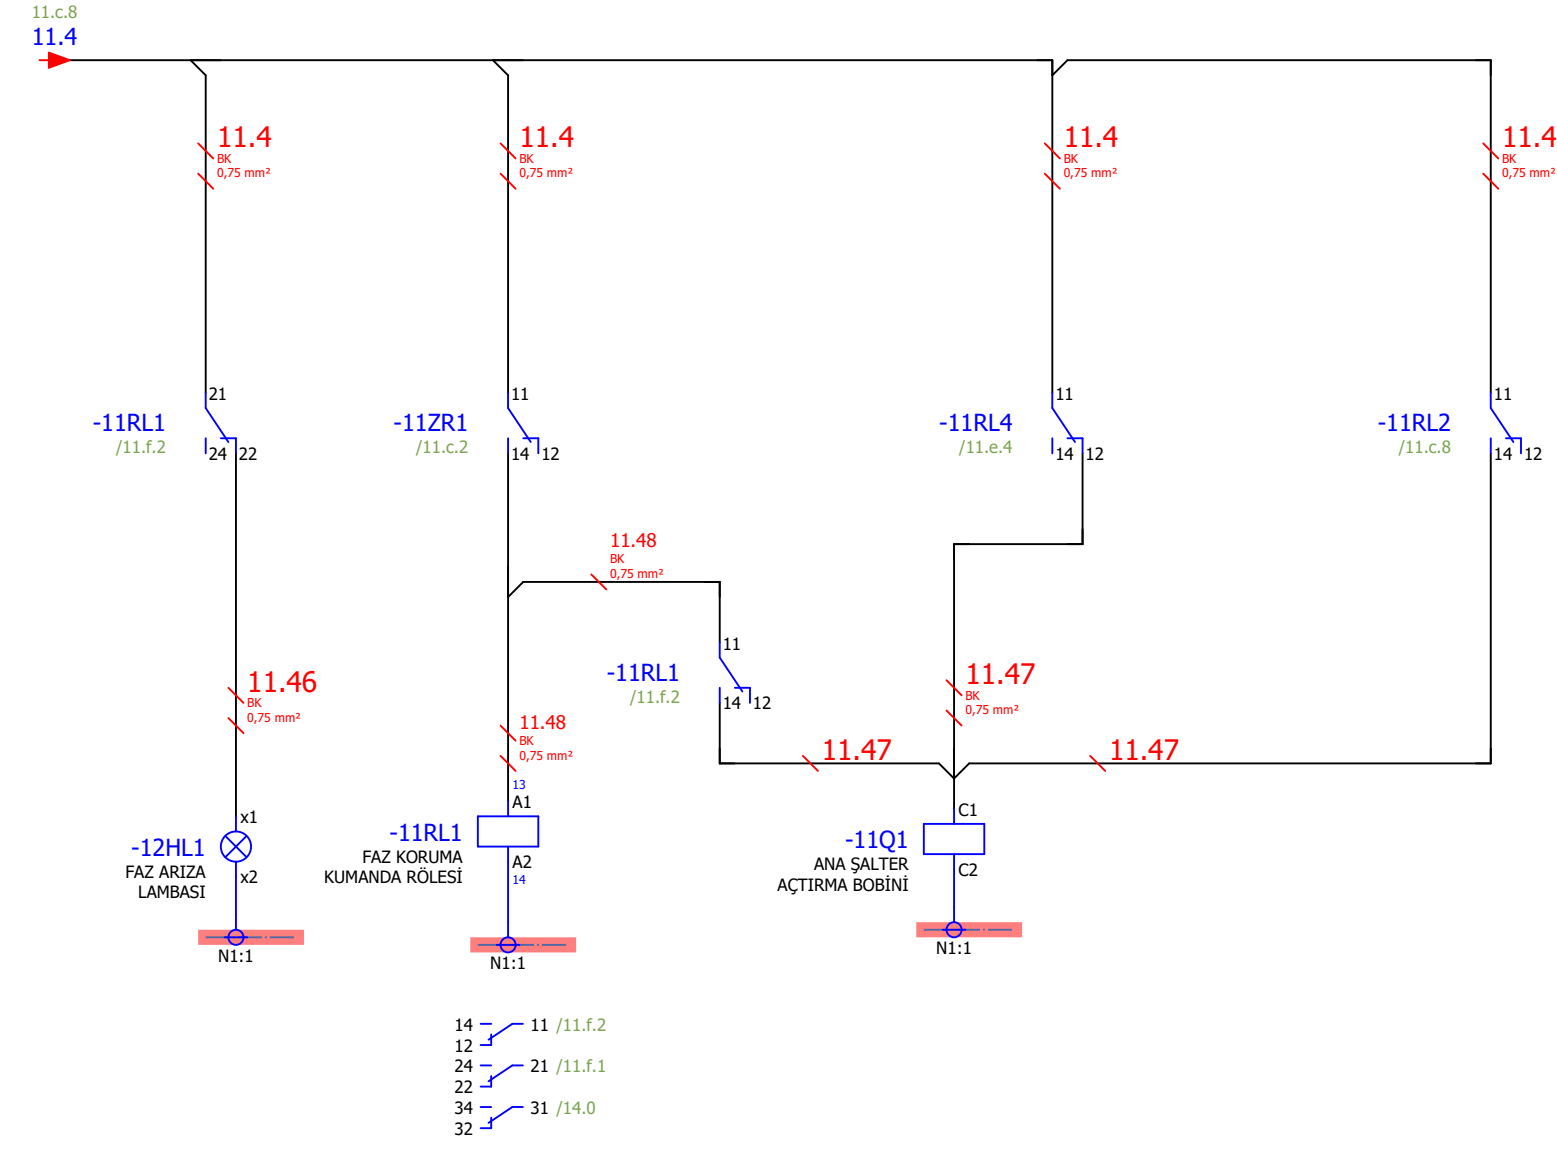 11.c.8
11.4
11.4
BK
0,75 mm²
11.4
BK
0,75 mm²
11.4
BK
0,75 mm²
11.4
BK
0,75 mm²
-11RL1
/11.f.2
21
24
22
-11ZR1
/11.c.2
11
14
12
-11RL4
/11.e.4
11
14
12
-11RL2
/11.c.8
11
14
12
11.48
BK
0,75 mm²
-11RL1
/11.f.2
11
14
12
11.46
BK
0,75 mm²
11.48
BK
0,75 mm²
11.47
BK
0,75 mm²
11.47
11.47
-12HL1
FAZ ARIZA
LAMBASI
x1
x2
N1:1
-11RL1
FAZ KORUMA
KUMANDA RÖLESİ
13
A1
A2
14
N1:1
-11Q1
ANA ŞALTER
AÇTIRMA BOBİNİ
C1
C2
N1:1
14 11 /11.f.2
12
24 21 /11.f.1
22
34 31 /14.0
32